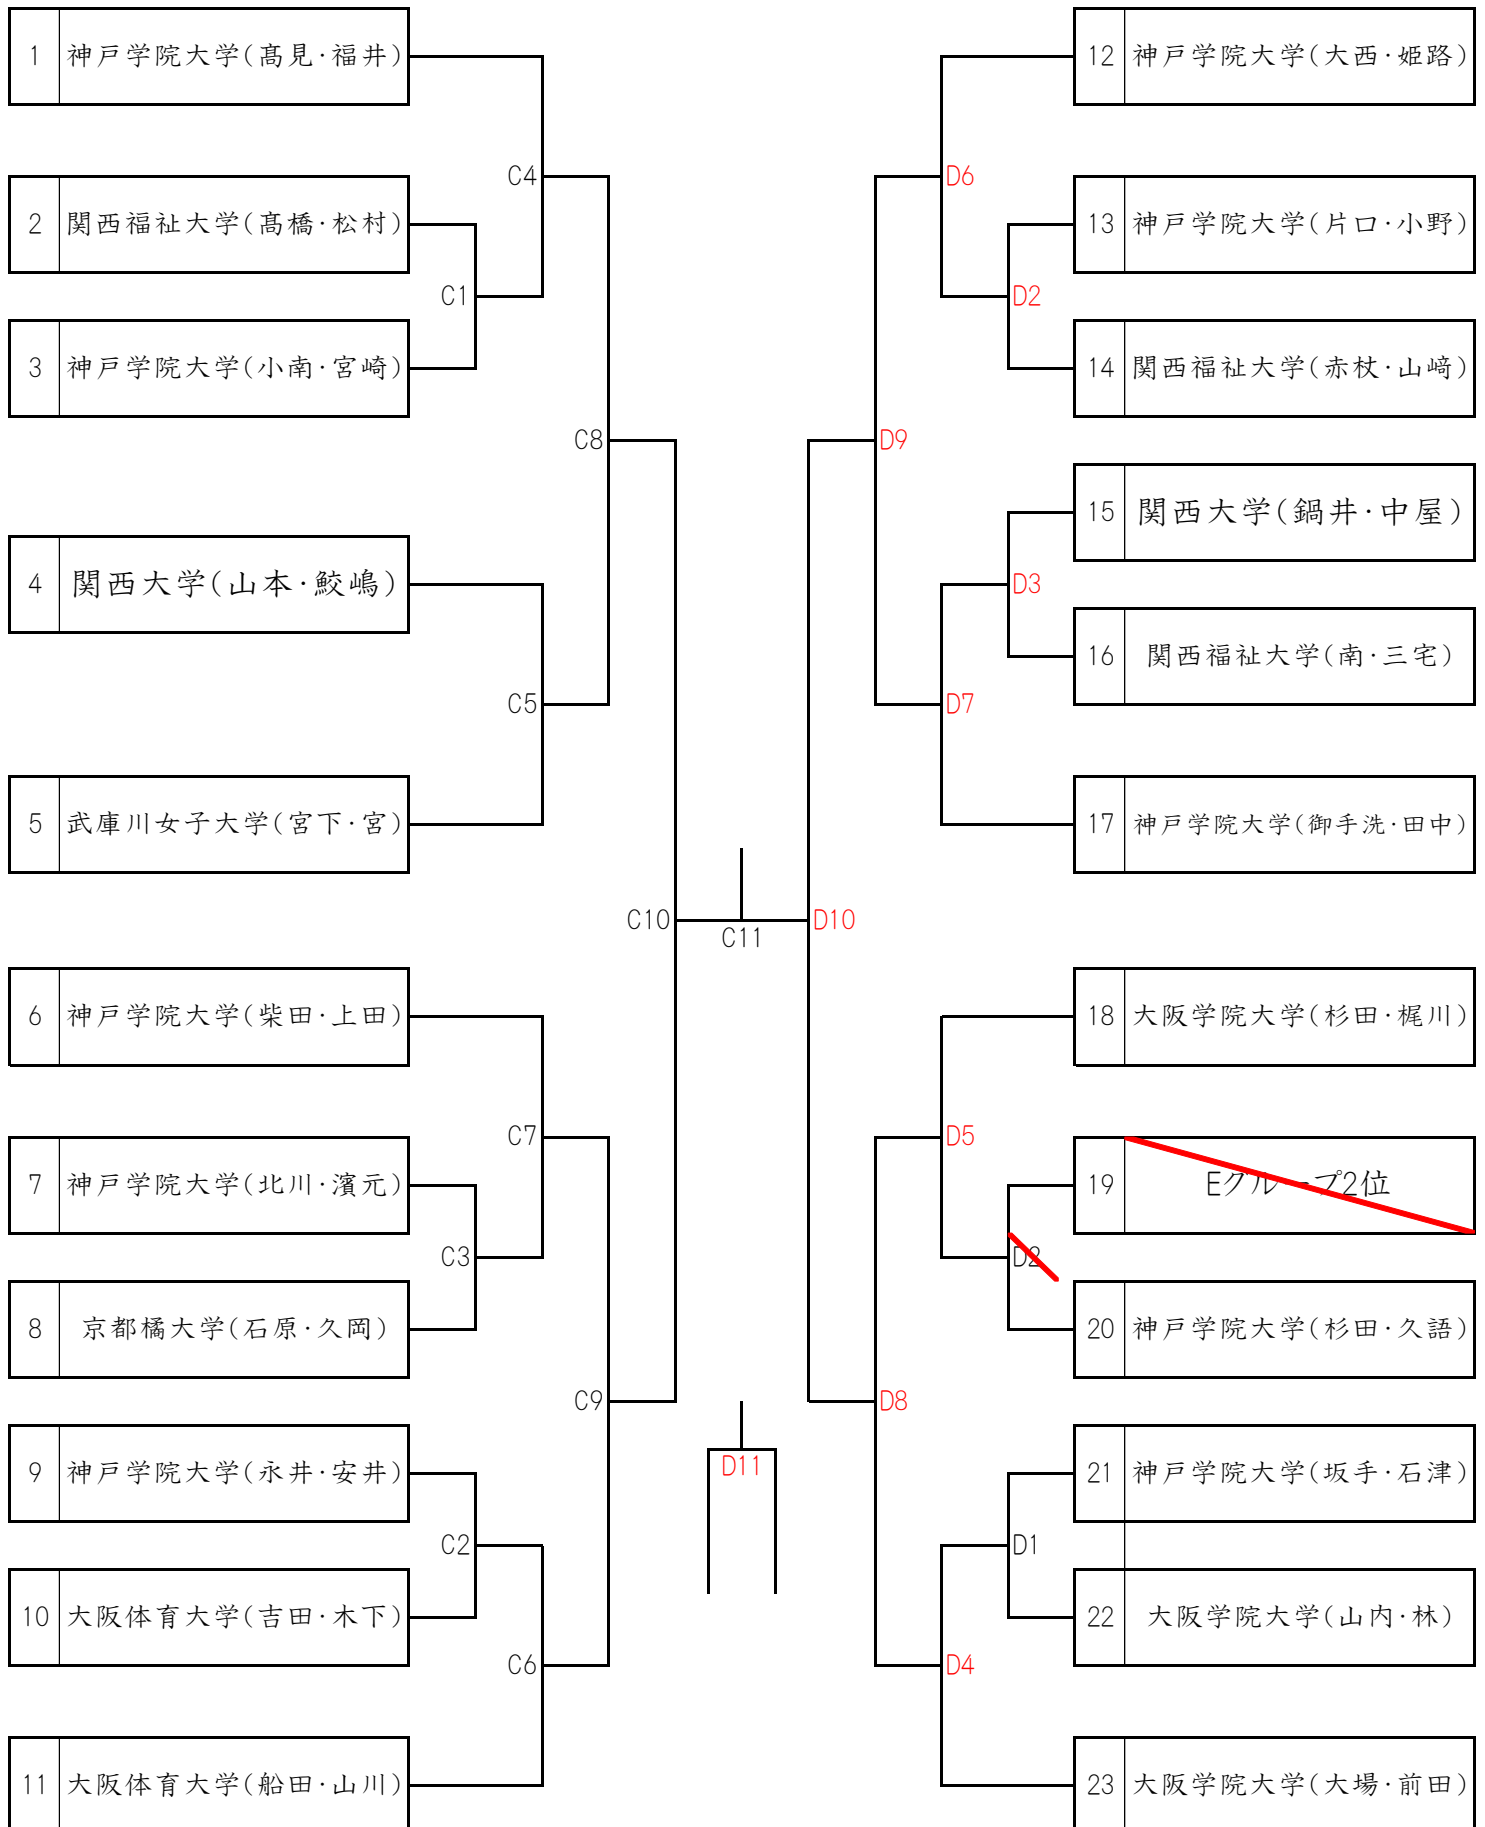 1 神戸学院大学(髙見・福井)
2 関西福祉大学(髙橋・松村)
3 神戸学院大学(小南・宮崎)
4 関西大学(山本・鮫嶋)
5 武庫川女子大学(宮下・宮)
6 神戸学院大学(柴田・上田)
7 神戸学院大学(北川・濱元)
8 京都橘大学(石原・久岡)
9 神戸学院大学(永井・安井)
10 大阪体育大学(吉田・木下)
11 大阪体育大学(船田・山川)
C4
C1
C8
C5
C10
C7
C3
C9
C2
C6
C11
D11
D6
D2
D9
D3
D7
D10
D5
D2
D8
D1
D4
12 神戸学院大学(大西・姫路)
13 神戸学院大学(片口・小野)
14 関西福祉大学(赤杖・山﨑)
15 関西大学(鍋井・中屋)
16 関西福祉大学(南・三宅)
17 神戸学院大学(御手洗・田中)
18 大阪学院大学(杉田・梶川)
19 Eグループ2位
20 神戸学院大学(杉田・久語)
21 神戸学院大学(坂手・石津)
22 大阪学院大学(山内・林)
23 大阪学院大学(大場・前田)